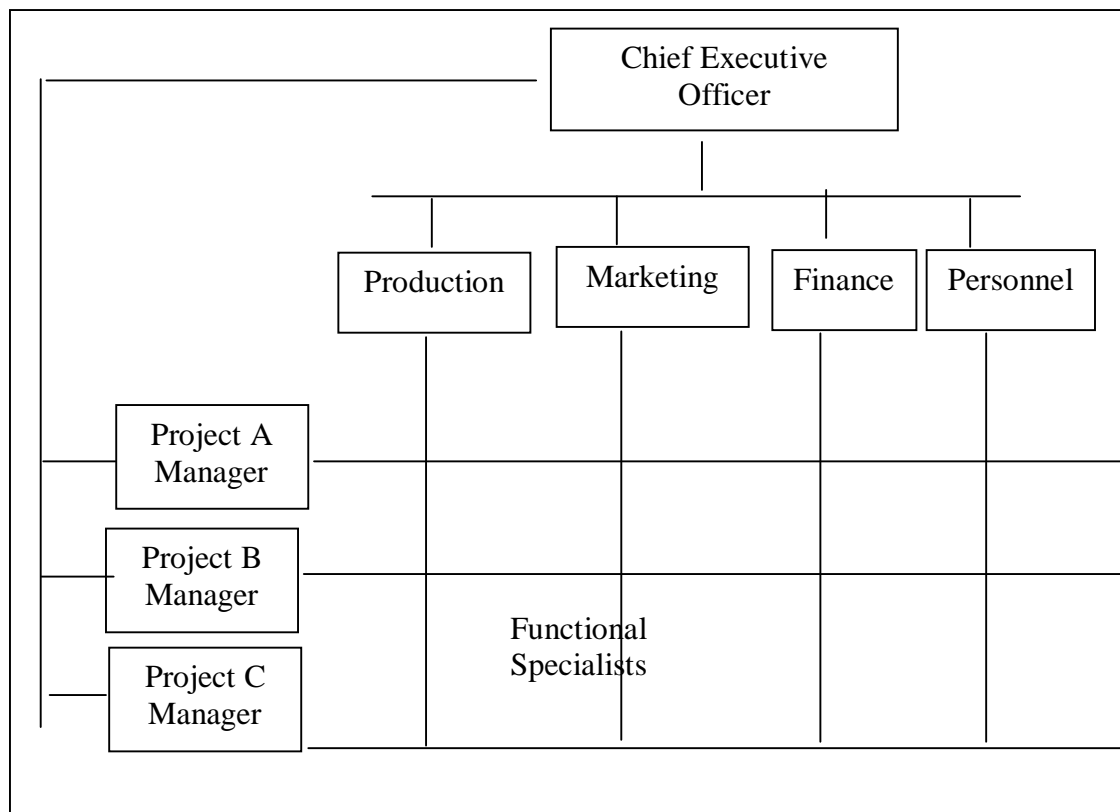 Chief Executive
Officer
Production
Marketing
Finance
Personnel
Project A
Manager
Project B
Manager
Functional
Specialists
Project C
Manager